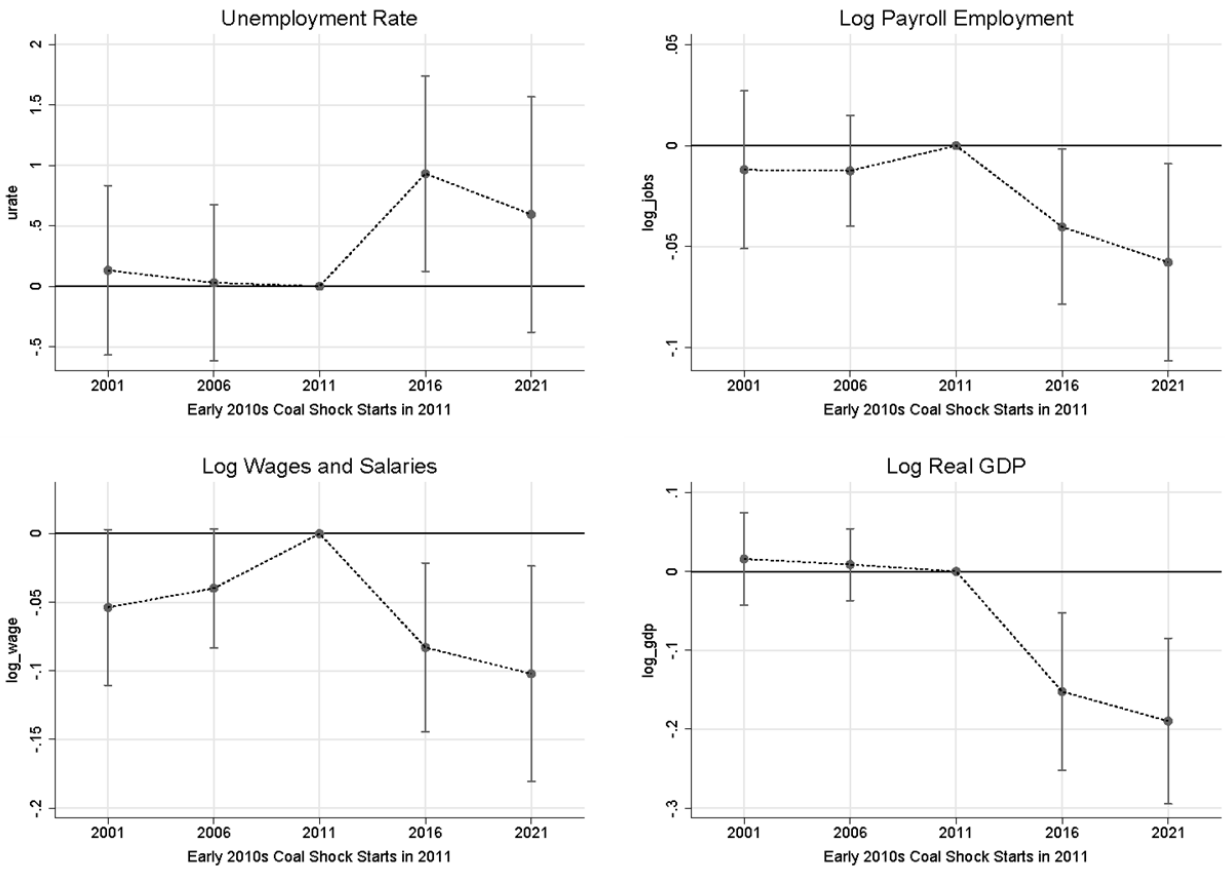 Unemployment Rate
2
1.5
1
.5
0
-.5
urate
2001 2006 2011 2016 2021
Early 2010s Coal Shock Starts in 2011
Log Payroll Employment
.05
0
-.05
-.1
log_jobs
2001 2006 2011 2016 2021
Early 2010s Coal Shock Starts in 2011
Log Wages and Salaries
0
-.05
-.1
-.15
-.2
log_wage
2001 2006 2011 2016 2021
Early 2010s Coal Shock Starts in 2011
Log Real GDP
.1
0
-.1
-.2
-.3
log_gdp
2001 2006 2011 2016 2021
Early 2010s Coal Shock Starts in 2011